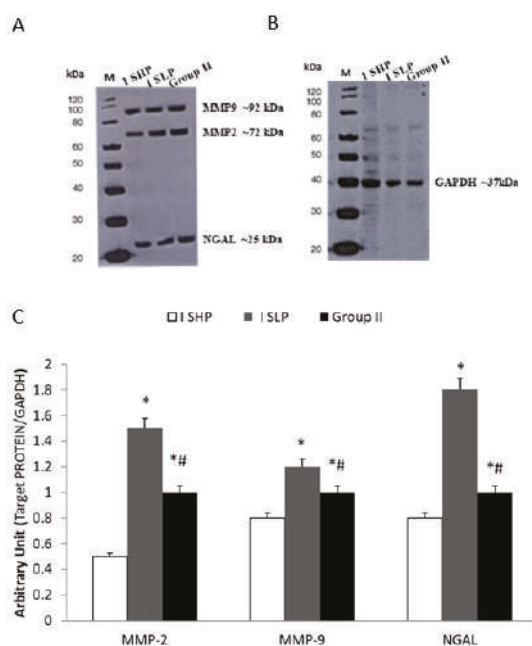 A
kDa
M
I SHP
I SLP
Group II
120
100
80
60
50
40
30
20
MMP9 ~92 kDa
MMP2 ~72 kDa
NGAL ~25 kDa
B
kDa
M
I SHP
I SLP
Group II
120
100
80
60
50
40
30
20
GAPDH ~37kDa
C
I SHP
I SLP
Group II
Arbitrary Unit (Target PROTEIN/GAPDH)
2
1.8
1.6
1.4
1.2
1
0.8
0.6
0.4
0.2
0
*
*#
*
*#
*
*#
MMP-2
MMP-9
NGAL